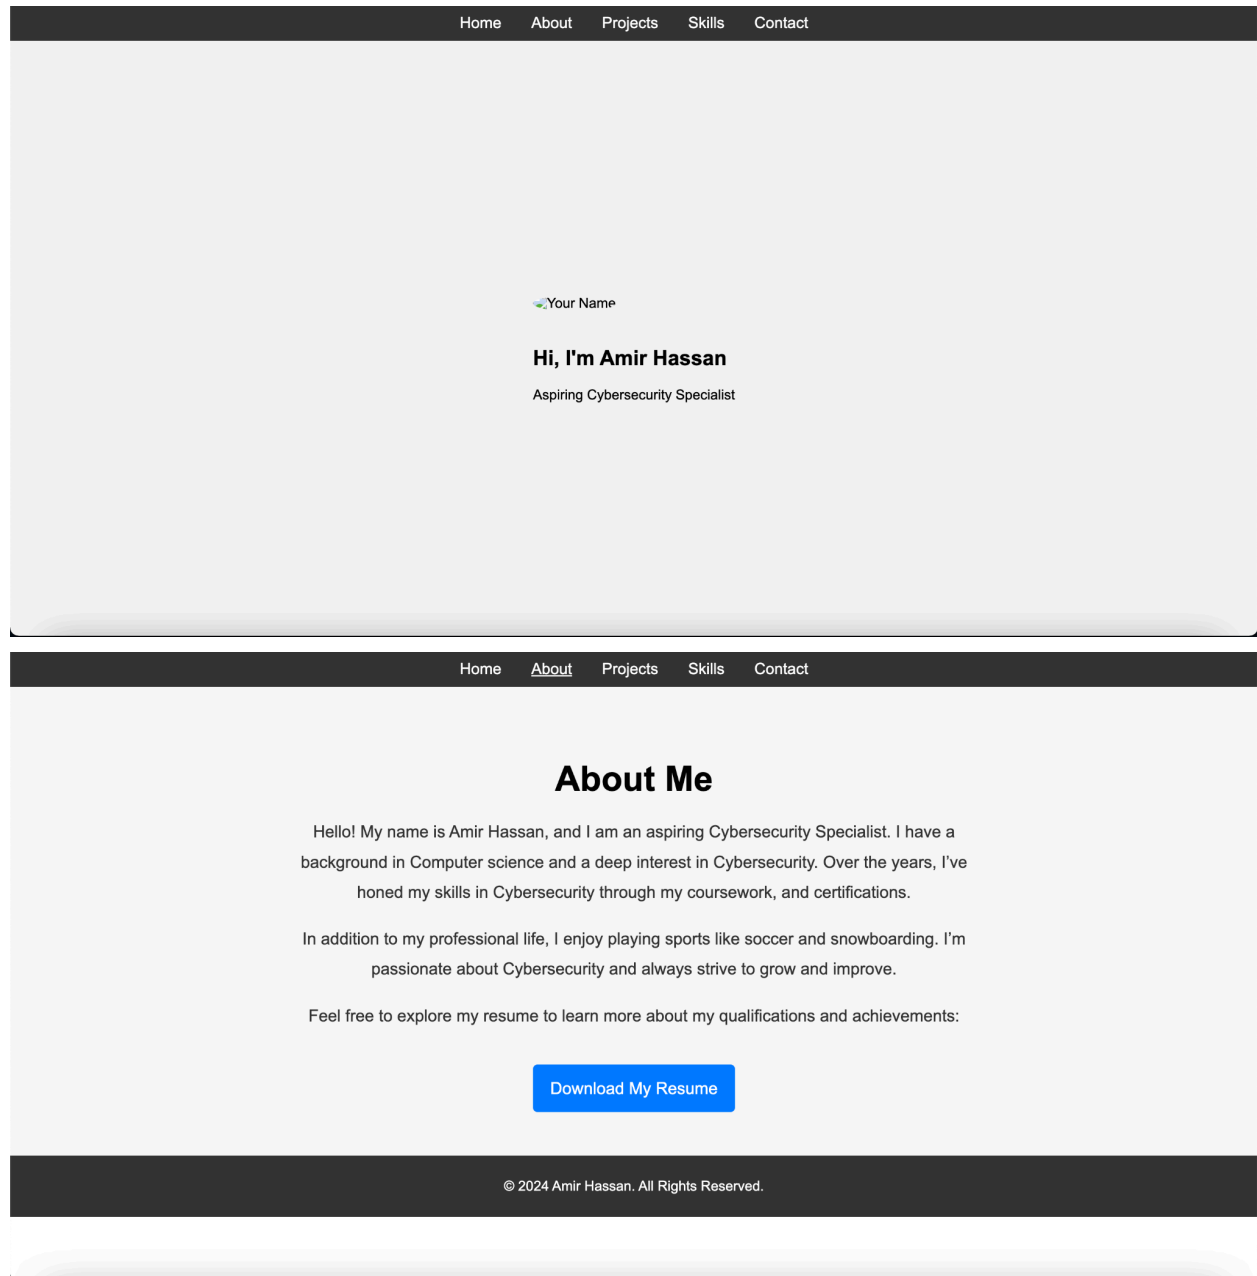 Home About Projects Skills Contact
Your Name
Hi, I'm Amir Hassan
Aspiring Cybersecurity Specialist
Home About Projects Skills Contact
About Me
Hello! My name is Amir Hassan, and I am an aspiring Cybersecurity Specialist. I have a
background in Computer science and a deep interest in Cybersecurity. Over the years, I’ve
honed my skills in Cybersecurity through my coursework, and certifications.
In addition to my professional life, I enjoy playing sports like soccer and snowboarding. I’m
passionate about Cybersecurity and always strive to grow and improve.
Feel free to explore my resume to learn more about my qualifications and achievements:
Download My Resume
© 2024 Amir Hassan. All Rights Reserved.